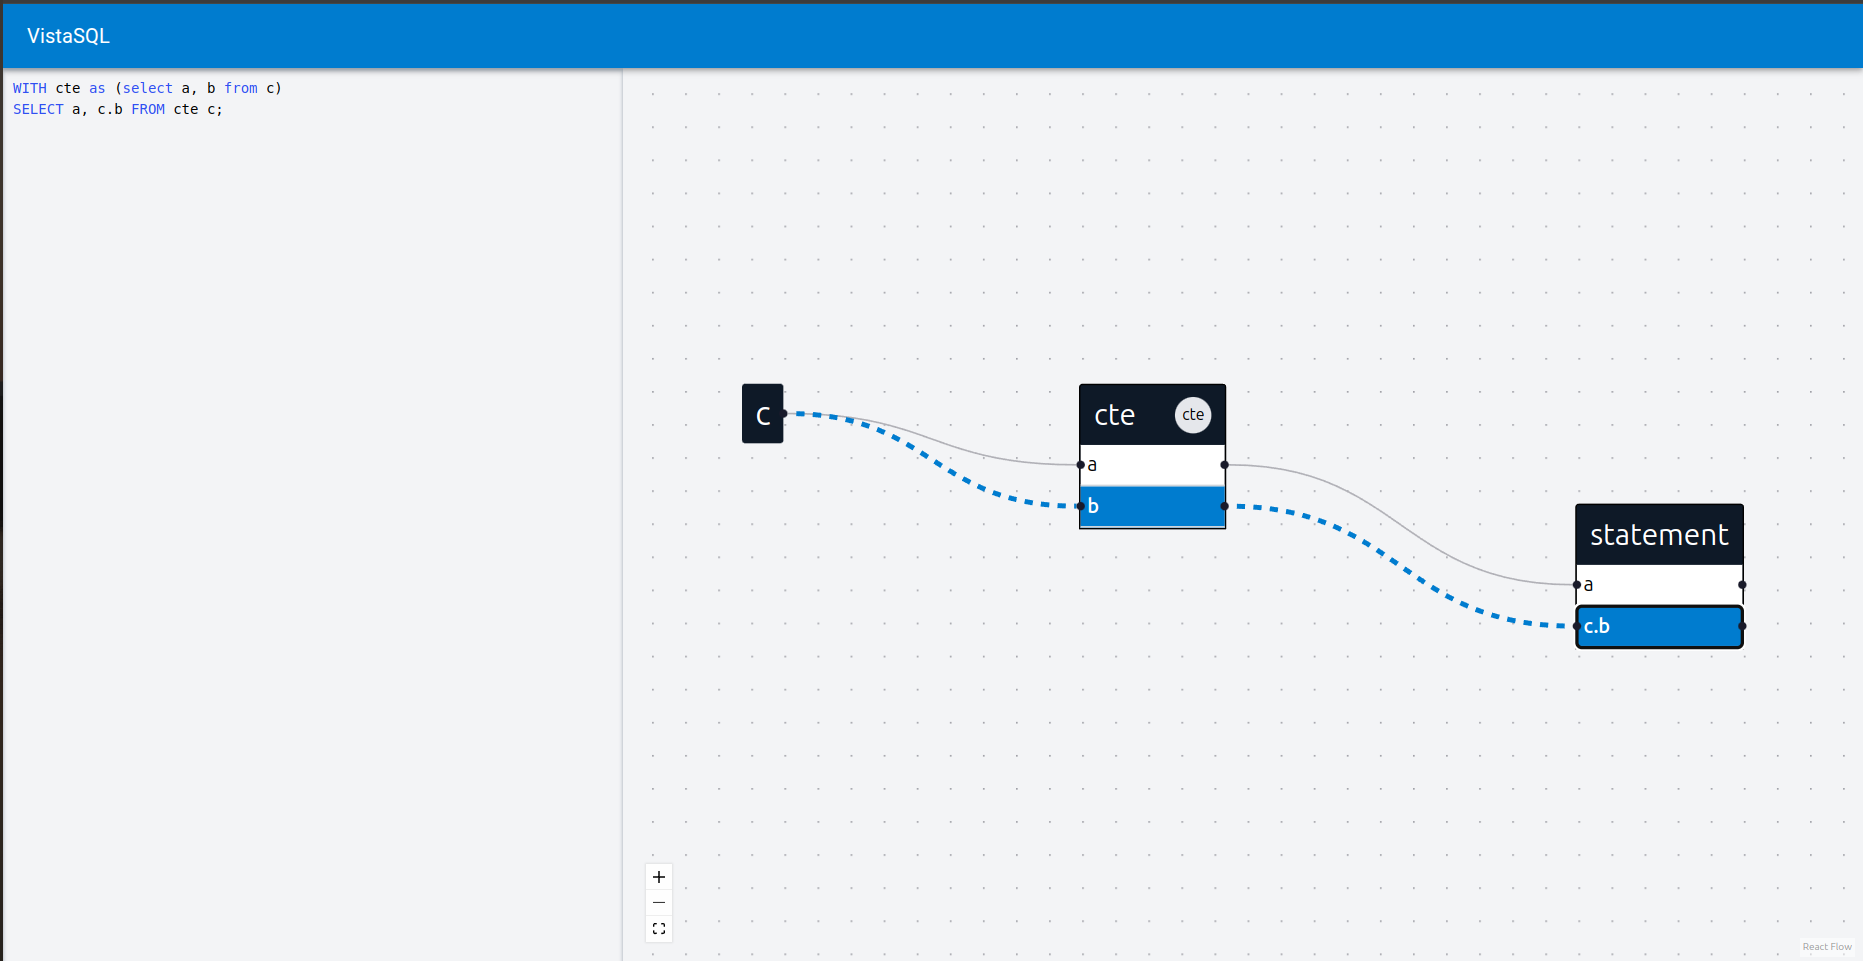 VistaSQL
WITH cte as (select a, b from c)
SELECT a, c.b FROM cte c;
c
cte cte
a
b
statement
a
c.b
React Flow